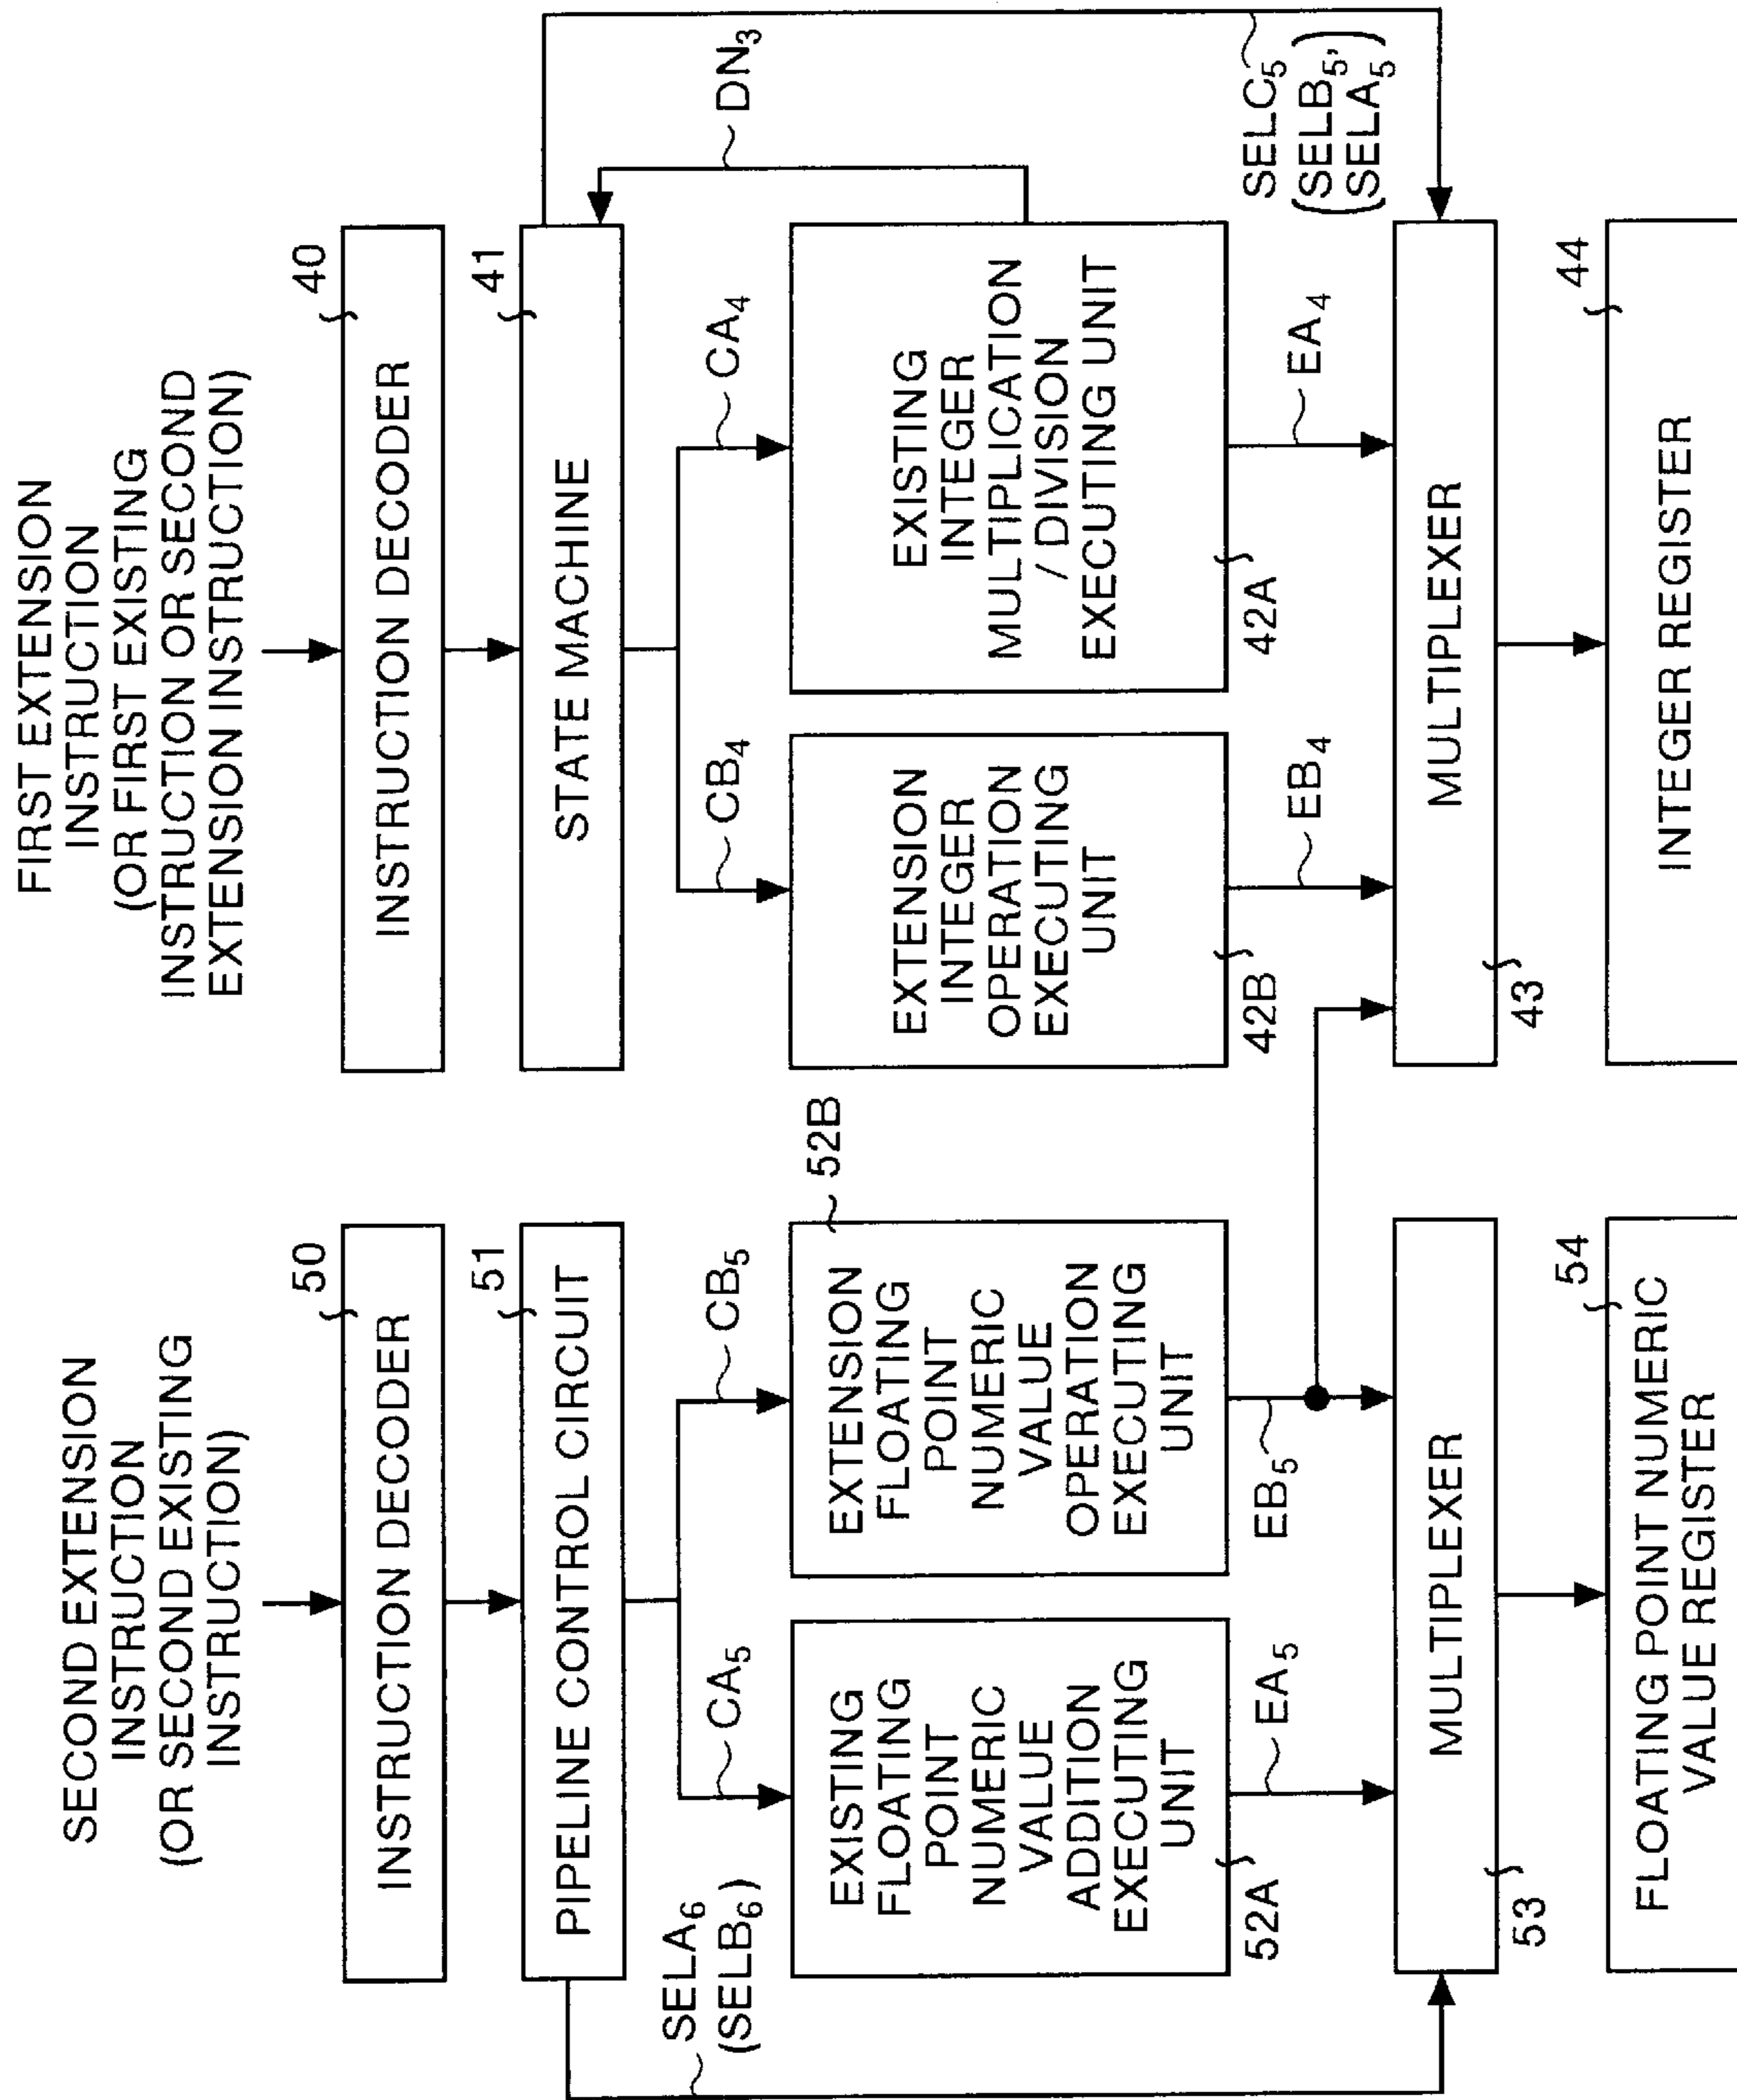 SECOND EXTENSION
INSTRUCTION
(OR SECOND EXISTING
INSTRUCTION)
50
INSTRUCTION DECODER
51
PIPELINE CONTROL CIRCUIT
SELA6
(SELB6)
CA5
CB5
EXISTING
FLOATING
POINT
NUMERIC
VALUE
ADDITION
EXECUTING
UNIT
52A
EXTENSION
FLOATING
POINT
NUMERIC
VALUE
OPERATION
EXECUTING
UNIT
52B
EA5
EB5
MULTIPLEXER
53
54
FLOATING POINT NUMERIC
VALUE REGISTER
FIRST EXTENSION
INSTRUCTION
(OR FIRST EXISTING
INSTRUCTION OR SECOND
EXTENSION INSTRUCTION)
40
INSTRUCTION DECODER
41
STATE MACHINE
CB4
CA4
DN3
EXTENSION
INTEGER
OPERATION
EXECUTING
UNIT
42B
EXISTING
INTEGER
MULTIPLICATION
/ DIVISION
EXECUTING UNIT
42A
EB4
EA4
SELC5
(SELB5,
SELA5)
MULTIPLEXER
43
44
INTEGER REGISTER